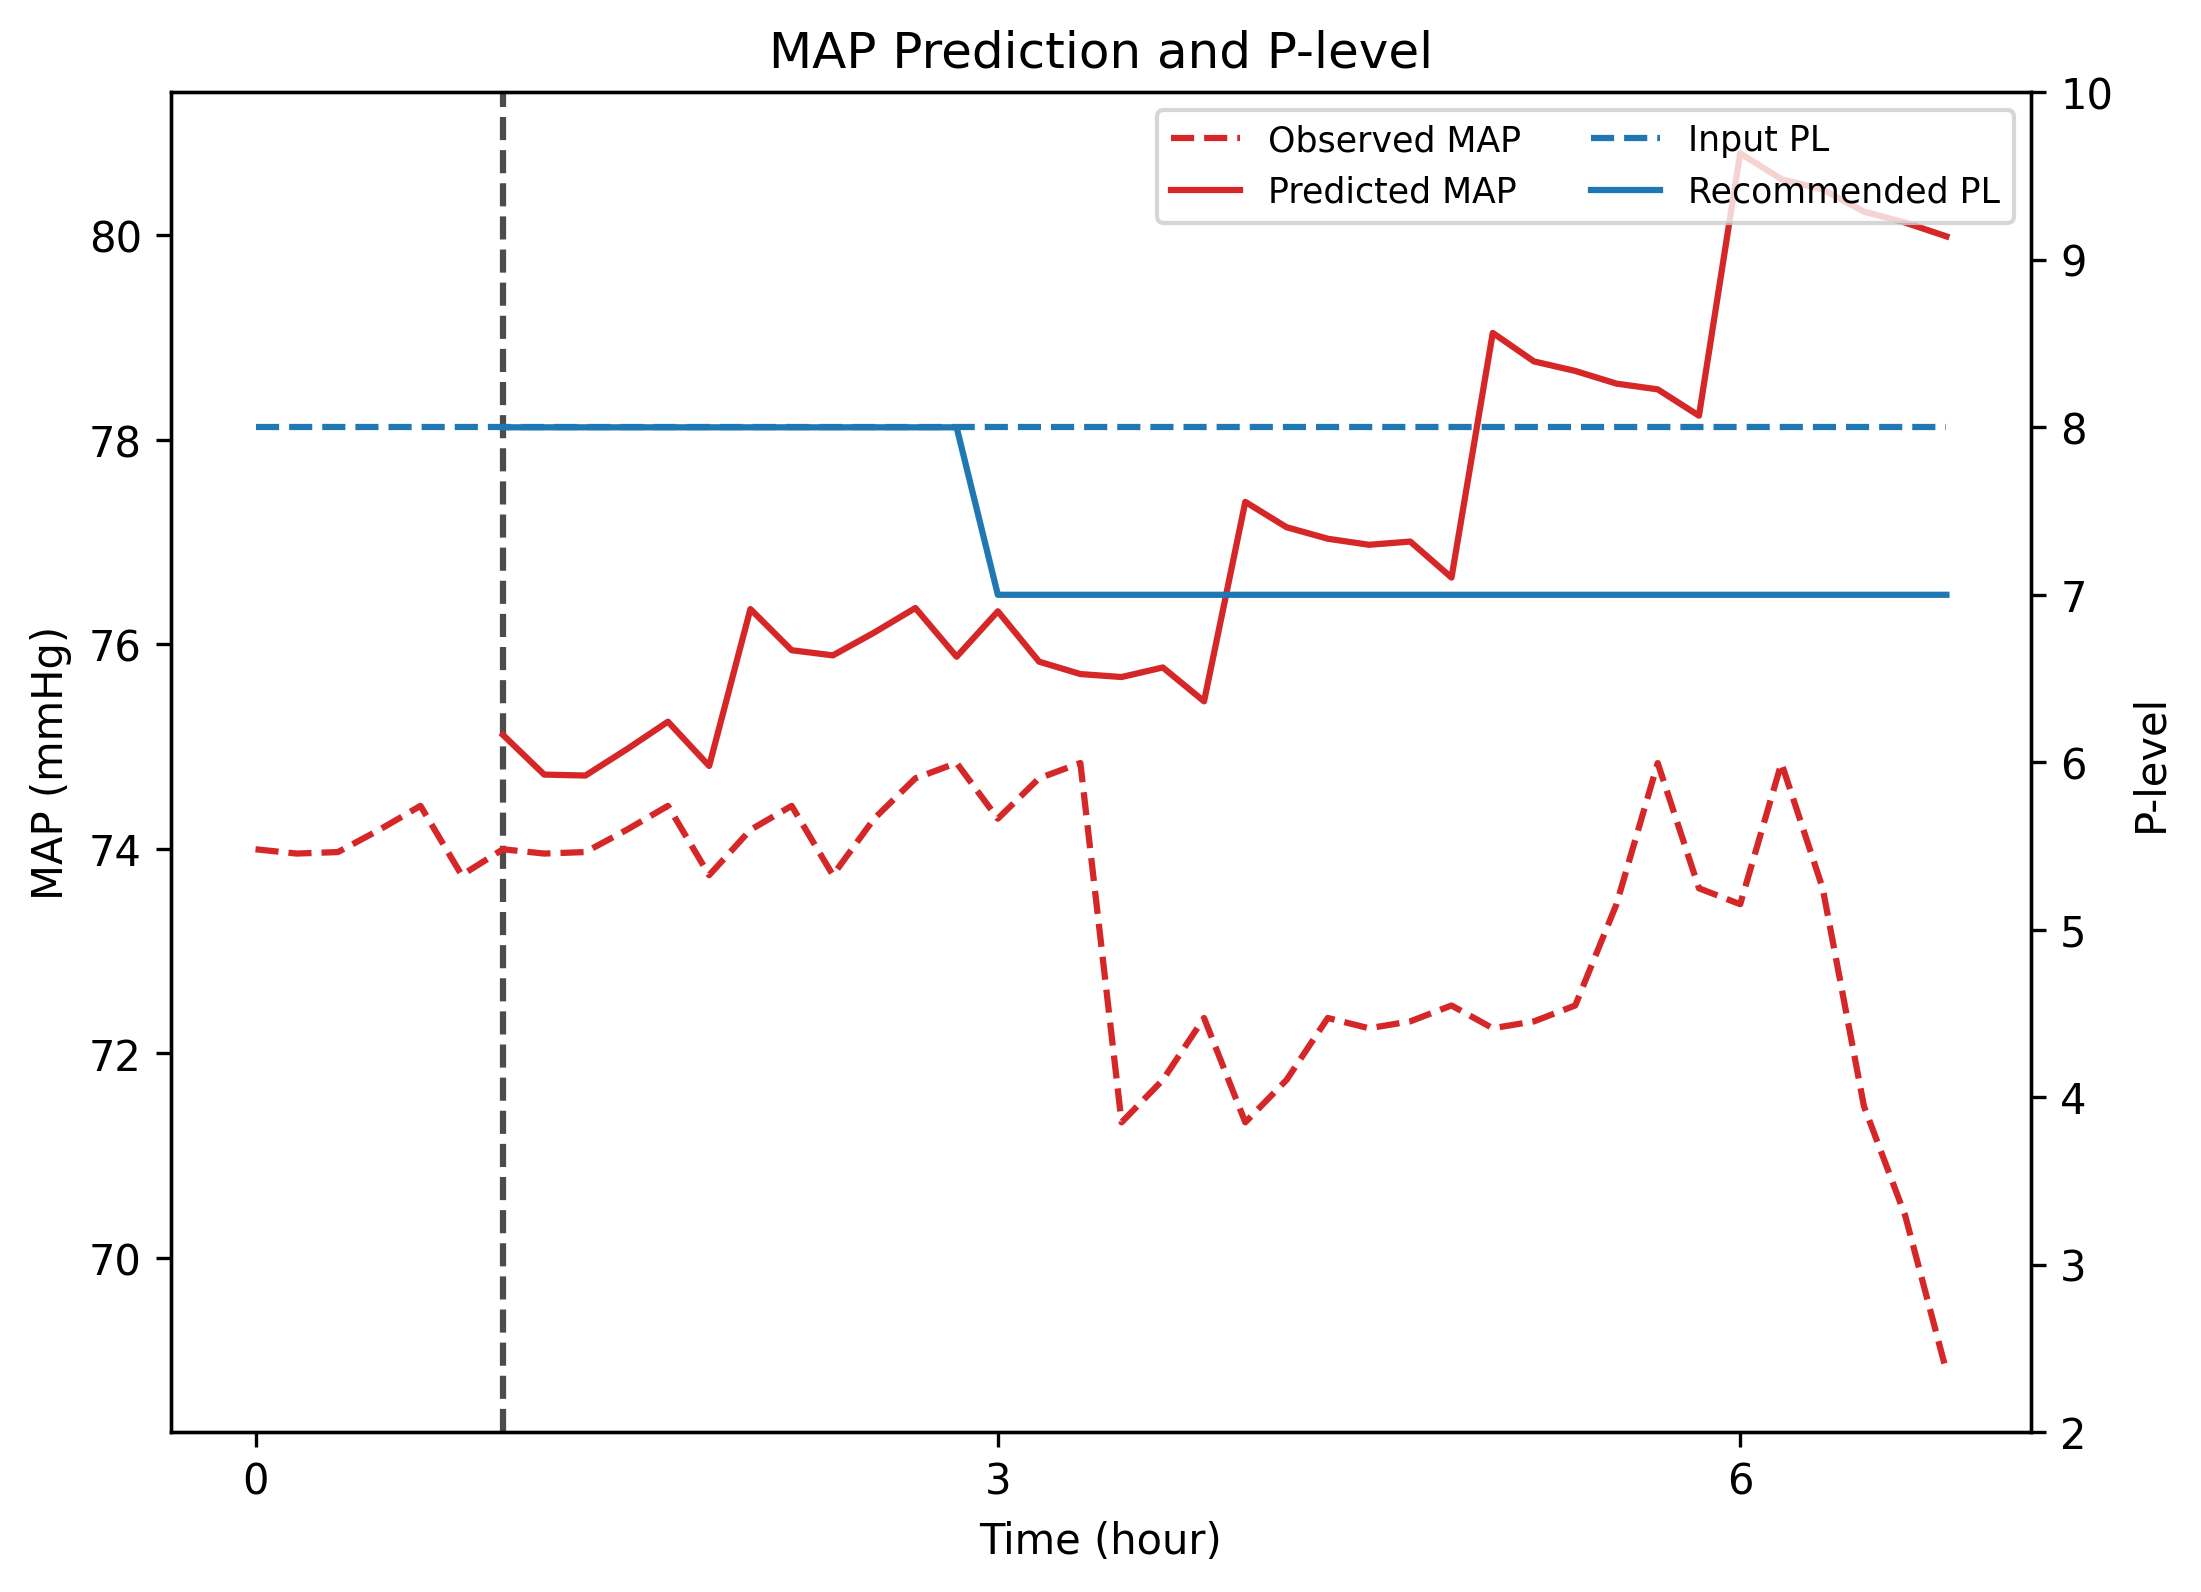 MAP Prediction and P-level
Observed MAP
Predicted MAP
Input PL
Recommended PL
MAP (mmHg)
80
78
76
74
72
70
P-level
10
9
8
7
6
5
4
3
2
0
3
6
Time (hour)